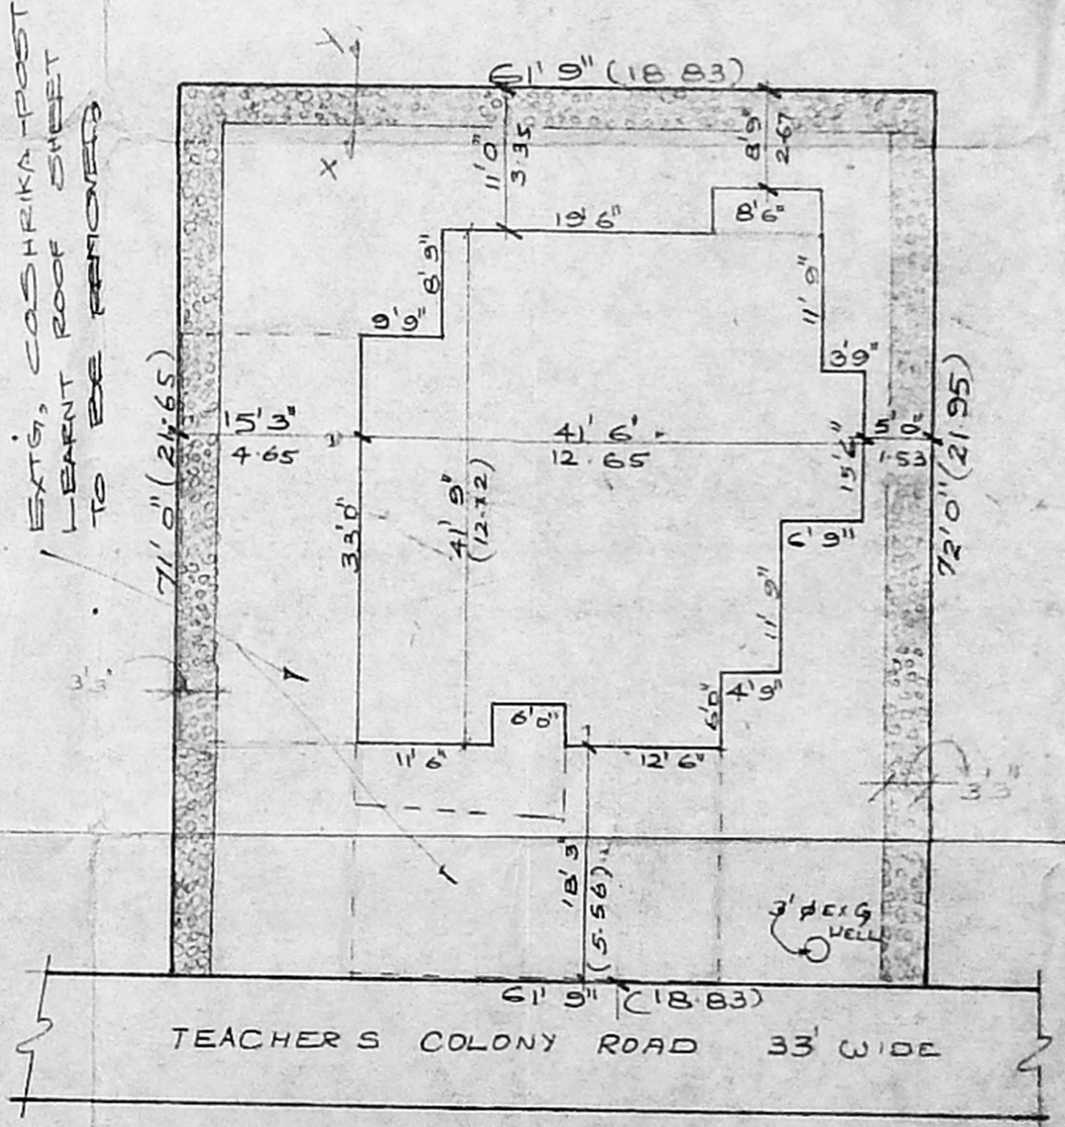 EXTG, COSHRIKA-POST
LEARNT ROOF SHEET
TO BE REMOVED
Y
X
61' 9" (18 83)
11' 0"
3.35
8' 9"
2.67
19' 6"
8' 6"
8' 9"
9' 9"
11' 0"
3' 9"
71' 0" (21.65)
15' 3"
4.65
41' 6"
12.65
5' 0"
1.53
72' 0" (21.95)
15' 6"
33' 0"
41' 9"
(12.72)
6' 9"
11' 9"
4' 9"
6' 0"
6' 0"
11' 6"
12' 6"
3' 3"
3' 3"
18' 3"
(5.56)
3' Ø EXG
WELL
61' 9" (18.83)
TEACHERS COLONY ROAD 33' WIDE